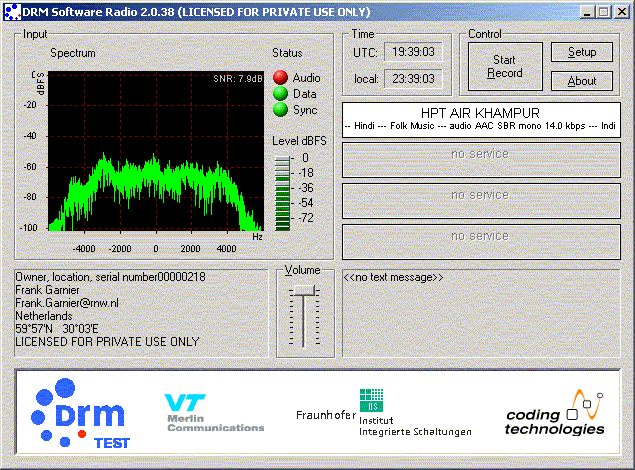 DRM Software Radio 2.0.38 (LICENSED FOR PRIVATE USE ONLY)
Input
Spectrum
Status
0
-20
-40
-60
-80
-100
dBFS
SNR: 7.9dB
-4000 -2000 0 2000 4000
Hz
Audio
Data
Sync
Level dBFS
0
-18
-36
-54
-72
Time
UTC: 19:39:03
local: 23:39:03
Control
Start
Record
Setup
About
HPT AIR KHAMPUR
-- Hindi --- Folk Music --- audio AAC SBR mono 14.0 kbps --- Indi
no service
no service
no service
Owner, location, serial number00000218
Frank Garnier
Frank.Garnier@rnw.nl
Netherlands
59°57'N 30°03'E
LICENSED FOR PRIVATE USE ONLY
Volume
<<no text message>>
Drm
TEST
VT
Merlin
Communications
Fraunhofer
IIS
Institut
Integrierte Schaltungen
coding
technologies